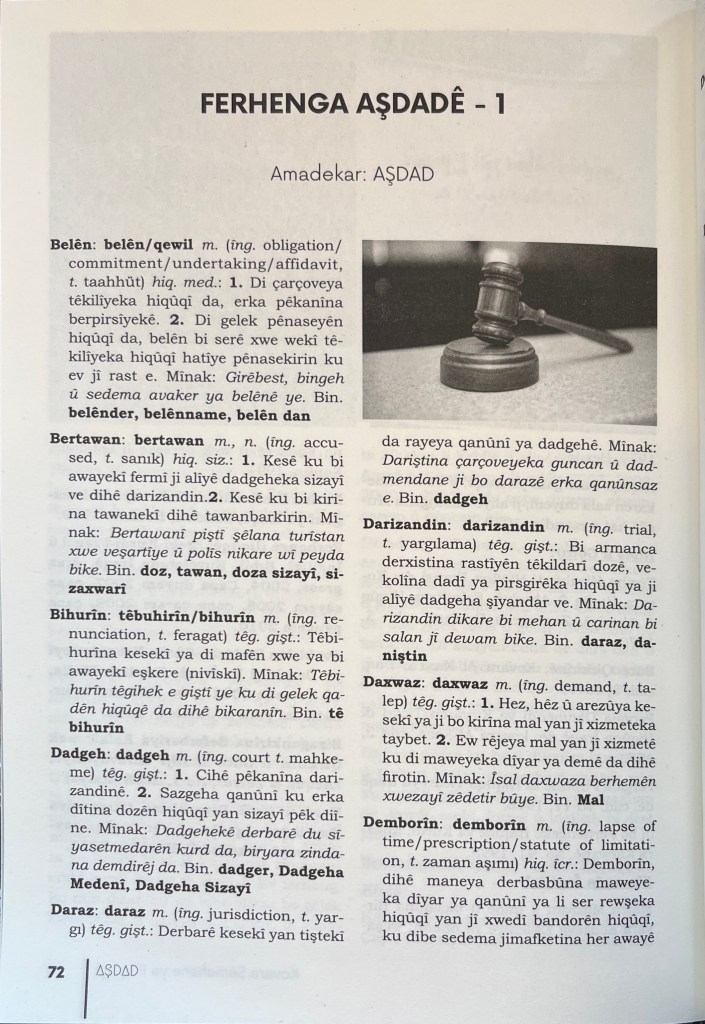 FERHENGA AŞDADÊ - 1
Amadekar: AŞDAD
Belên: belên/qewil m. (îng. obligation/
commitment/undertaking/affidavit,
t. taahhüt) hiq. med.: 1. Di çarçoveya
têkilîyeka hiqûqî da, erka pêkanîna
berpirsîyekê. 2. Di gelek pênaseyên
hiqûqî da, belên bi serê xwe wekî tê-
kilîyeka hiqûqî hatîye pênasekirin ku
ev jî rast e. Mînak: Girêbest, bingeh
û sedema avaker ya belênê ye. Bin.
belênder, belênname, belên dan
Bertawan: bertawan m., n. (îng. accu-
sed, t. sanık) hiq. siz.: 1. Kesê ku bi
awayekî fermî ji alîyê dadgeheka sizayî
ve dihê darizandin.2. Kesê ku bi kiri-
na tawanekî dihê tawanbarkirin. Mî-
nak: Bertawanî piştî şêlana turîstan
xwe veşartîye û polîs nikare wî peyda
bike. Bin. doz, tawan, doza sizayî, si-
zaxwarî
Bihurîn: têbuhirîn/bihurîn m. (îng. re-
nunciation, t. feragat) têg. gişt.: Têbi-
hurîna kesekî ya di mafên xwe ya bi
awayekî eşkere (nivîskî). Mînak: Têbi-
hurîn têgihek e giştî ye ku di gelek qa-
dên hiqûqê da dihê bikaranîn. Bin. tê
bihurîn
Dadgeh: dadgeh m. (îng. court t. mahke-
me) têg. gişt.: 1. Cihê pêkanîna dari-
zandinê. 2. Sazgeha qanûnî ku erka
dîtina dozên hiqûqî yan sizayî pêk diî-
ne. Mînak: Dadgehekê derbarê du sî-
yasetmedarên kurd da, biryara zinda-
na demdirêj da. Bin. dadger, Dadgeha
Medenî, Dadgeha Sizayî
Daraz: daraz m. (îng. jurisdiction, t. yar-
gı) têg. gişt.: Derbarê kesekî yan tiştekî
da rayeya qanûnî ya dadgehê. Mînak:
Dariştina çarçoveyeka guncan û dad-
mendane ji bo darazê erka qanûnsaz
e. Bin. dadgeh
Darizandin: darizandin m. (îng. trial,
t. yargılama) têg. gişt.: Bi armanca
derxistina rastîyên têkildarî dozê, ve-
kolîna dadî ya pirsgirêka hiqûqî ya ji
alîyê dadgeha şîyandar ve. Mînak: Da-
rizandin dikare bi mehan û carinan bi
salan jî dewam bike. Bin. daraz, da-
niştin
Daxwaz: daxwaz m. (îng. demand, t. ta-
lep) têg. gişt.: 1. Hez, hêz û arezûya ke-
sekî ya ji bo kirîna mal yan jî xizmeteka
taybet. 2. Ew rêjeya mal yan jî xizmetê
ku di maweyeka dîyar ya demê da dihê
firotin. Mînak: Îsal daxwaza berhemên
xwezayî zêdetir bûye. Bin. Mal
Demborîn: demborîn m. (îng. lapse of
time/prescription/statute of limitati-
on, t. zaman aşımı) hiq. îcr.: Demborîn,
dihê maneya derbasbûna maweye-
ka dîyar ya qanûnî ya li ser rewşeka
hiqûqî yan jî xwedî bandorên hiqûqî,
ku dibe sedema jimafketina her awayê
72 AŞDAD